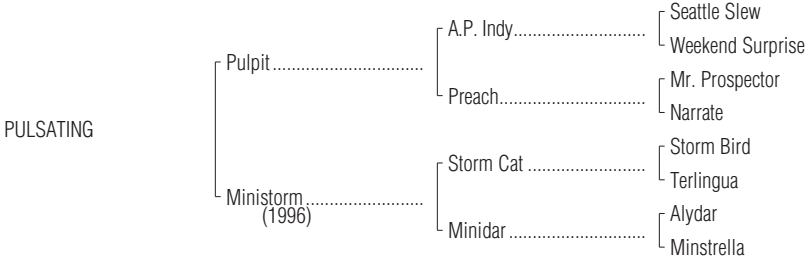 Seattle Slew
A.P. Indy..............................
Weekend Surprise
Pulpit..................................
Mr. Prospector
Preach.................................
Narrate
PULSATING
Storm Bird
Storm Cat ...........................
Terlingua
Ministorm..........................
(1996)
Alydar
Minidar ...............................
Minstrella